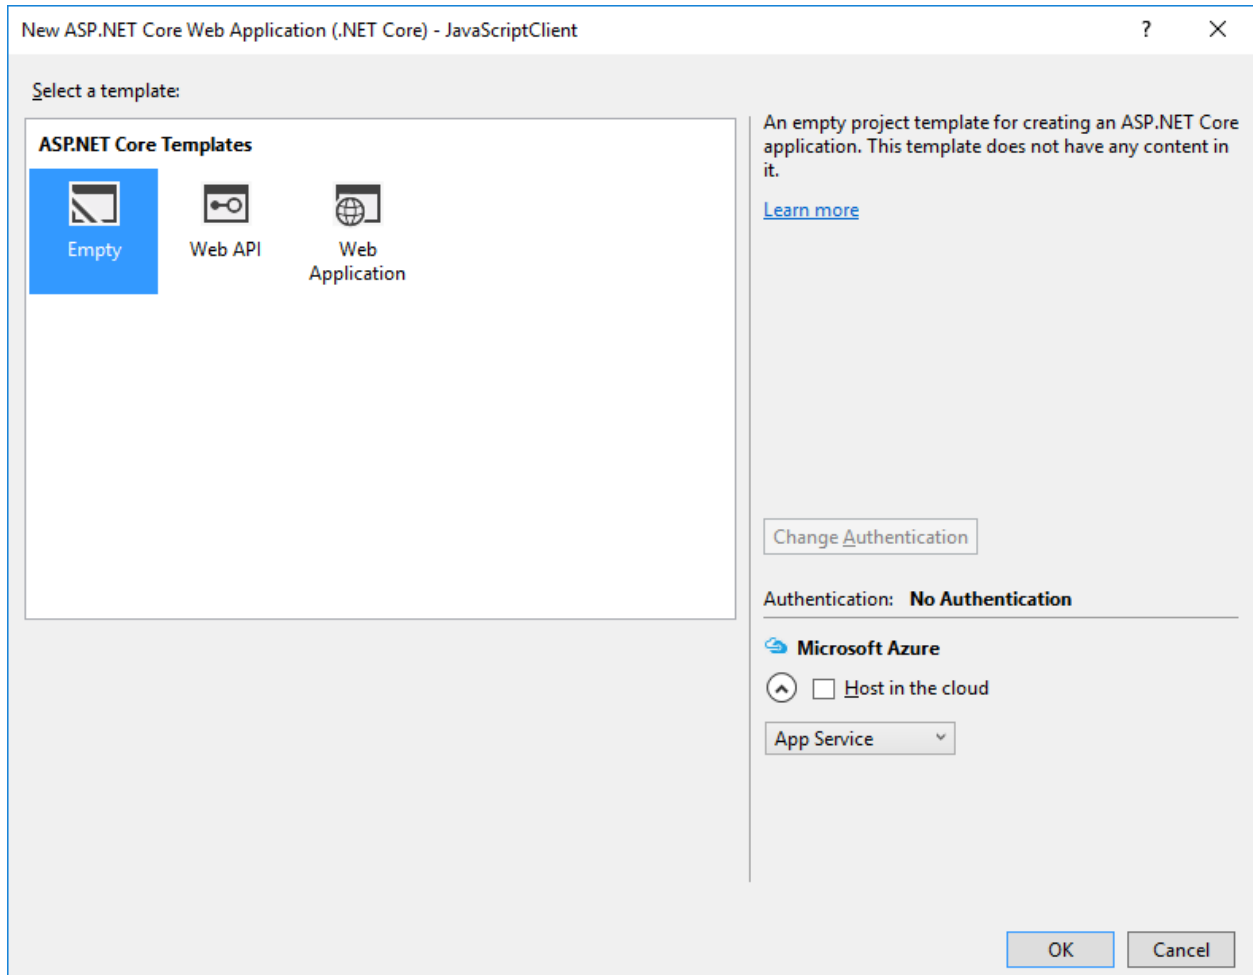 New ASP.NET Core Web Application (.NET Core) - JavaScriptClient
?
Select a template:
ASP.NET Core Templates
Empty
Web API
Web
Application
An empty project template for creating an ASP.NET Core
application. This template does not have any content in
it.
Learn more
Change Authentication
Authentication: No Authentication
Microsoft Azure
Host in the cloud
App Service
OK
Cancel